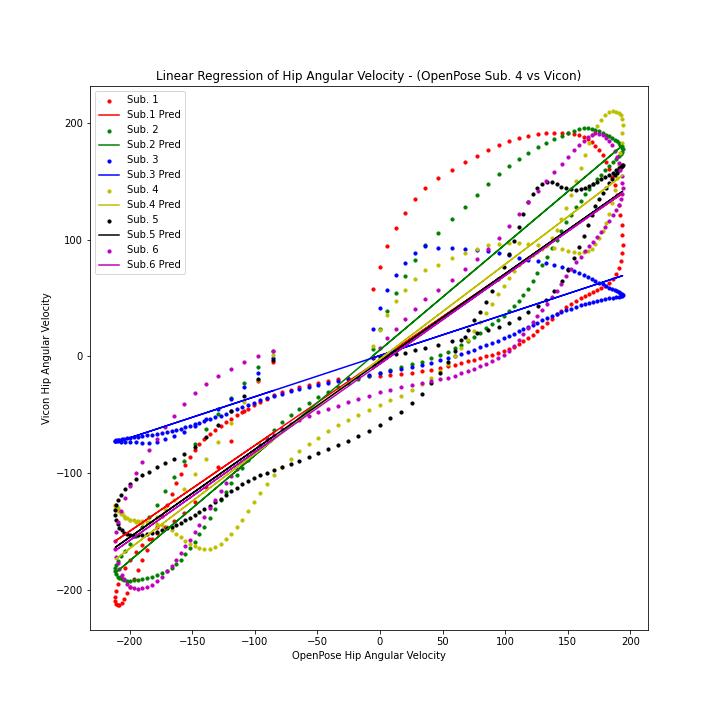 Linear Regression of Hip Angular Velocity - (OpenPose Sub. 4 vs Vicon)
Sub. 1
Sub.1 Pred
Sub. 2
Sub.2 Pred
Sub. 3
Sub.3 Pred
Sub. 4
Sub.4 Pred
Sub. 5
Sub.5 Pred
Sub. 6
Sub.6 Pred
Vicon Hip Angular Velocity
200
100
0
−100
−200
−200 −150 −100 −50 0 50 100 150 200
OpenPose Hip Angular Velocity